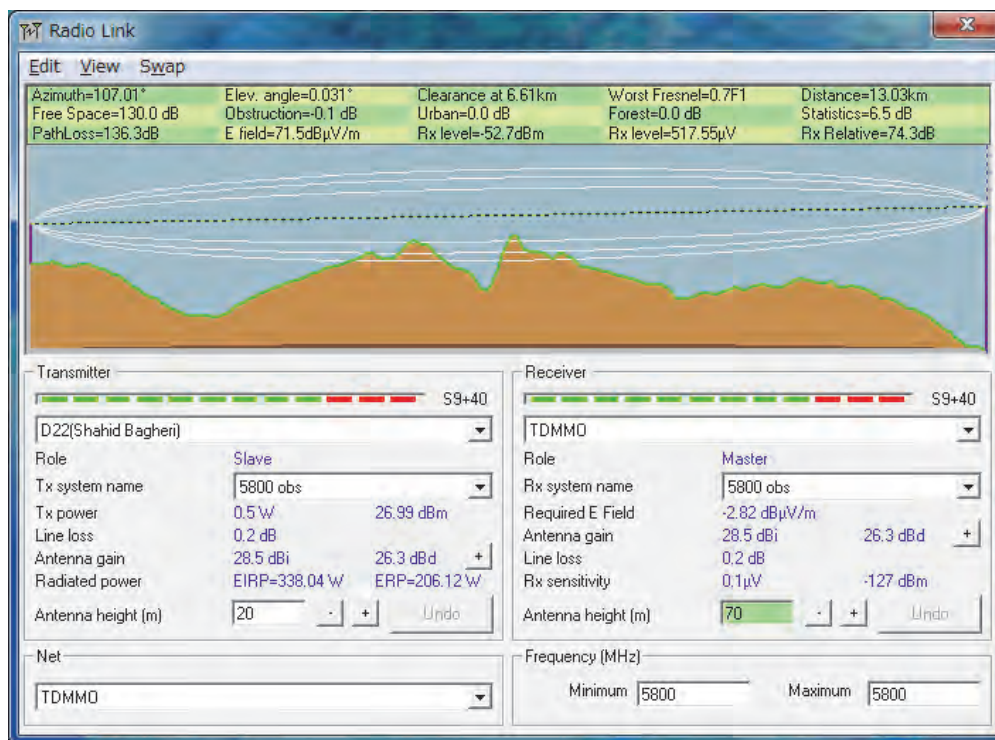 Radio Link
Edit View Swap
Azimuth=107.01° Elev. angle=0.031° Clearance at 6.61km Worst Fresnel=0.7F1 Distance=13.03km
Free Space=130.0 dB Obstruction=-0.1 dB Urban=0.0 dB Forest=0.0 dB Statistics=6.5 dB
PathLoss=136.3dB E field=71.5dBµV/m Rx level=-52.7dBm Rx level=517.55µV Rx Relative=74.3dB
Transmitter
S9+40
D22(Shahid Bagheri)
Role Slave
Tx system name 5800 obs
Tx power 0.5 W 26.99 dBm
Line loss 0.2 dB
Antenna gain 28.5 dBi 26.3 dBd +
Radiated power EIRP=338.04 W ERP=206.12 W
Antenna height (m) 20 - + Undo
Receiver
S9+40
TDMMO
Role Master
Rx system name 5800 obs
Required E Field -2.82 dBµV/m
Antenna gain 28.5 dBi 26.3 dBd +
Line loss 0.2 dB
Rx sensitivity 0.1µV -127 dBm
Antenna height (m) 70 - + Undo
Net
TDMMO
Frequency (MHz)
Minimum 5800 Maximum 5800